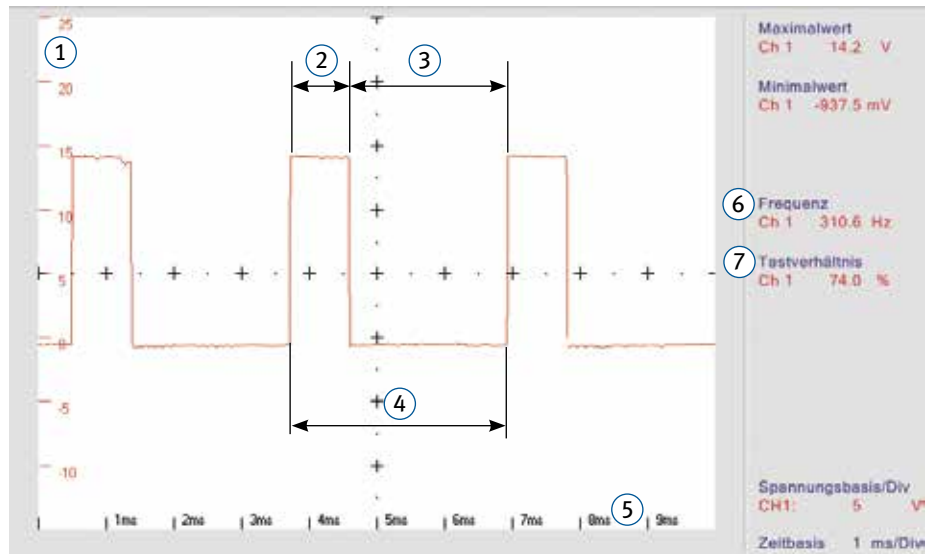 25
1
20
15
10
5
0
-5
-10
2
3
4
1ms
2ms
3ms
4ms
5ms
6ms
7ms
8ms
5
9ms
Maximalwert
Ch 1 14.2 V
Minimalwert
Ch 1 -937.5 mV
6 Frequenz
Ch 1 310.6 Hz
7 Tastverhältnis
Ch 1 74.0 %
Spannungsbasis/Div
CH1: 5
Zeitbasis 1 ms/Div